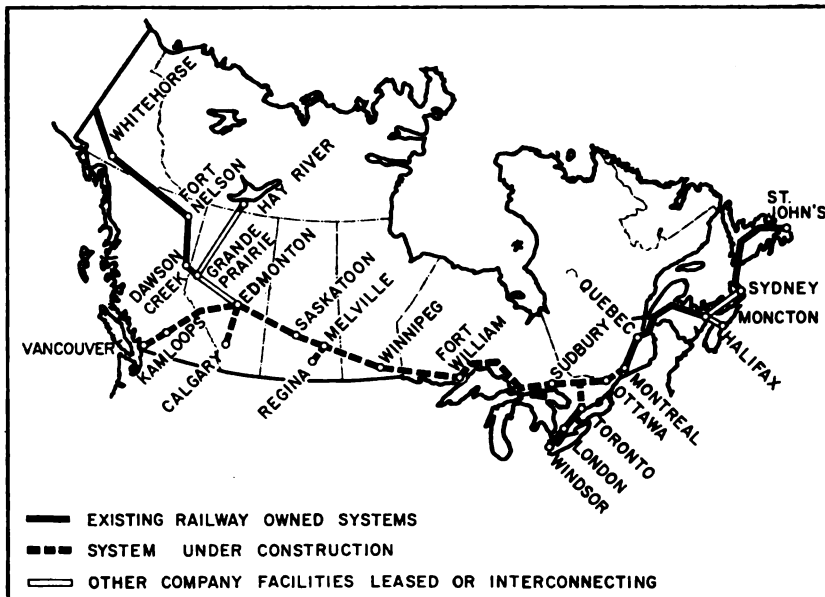 WHITEHORSE
FORT
NELSON
HAY RIVER
DAWSON
CREEK
GRANDE
PRAIRIE
EDMONTON
SASKATOON
MELVILLE
WINNIPEG
FORT
WILLIAM
SUDBURY
QUEBEC
ST.
JOHN'S
SYDNEY
MONCTON
HALIFAX
VANCOUVER
KAMLOOPS
CALGARY
REGINA
MONTREAL
OTTAWA
TORONTO
LONDON
WINDSOR
EXISTING RAILWAY OWNED SYSTEMS
SYSTEM UNDER CONSTRUCTION
OTHER COMPANY FACILITIES LEASED OR INTERCONNECTING